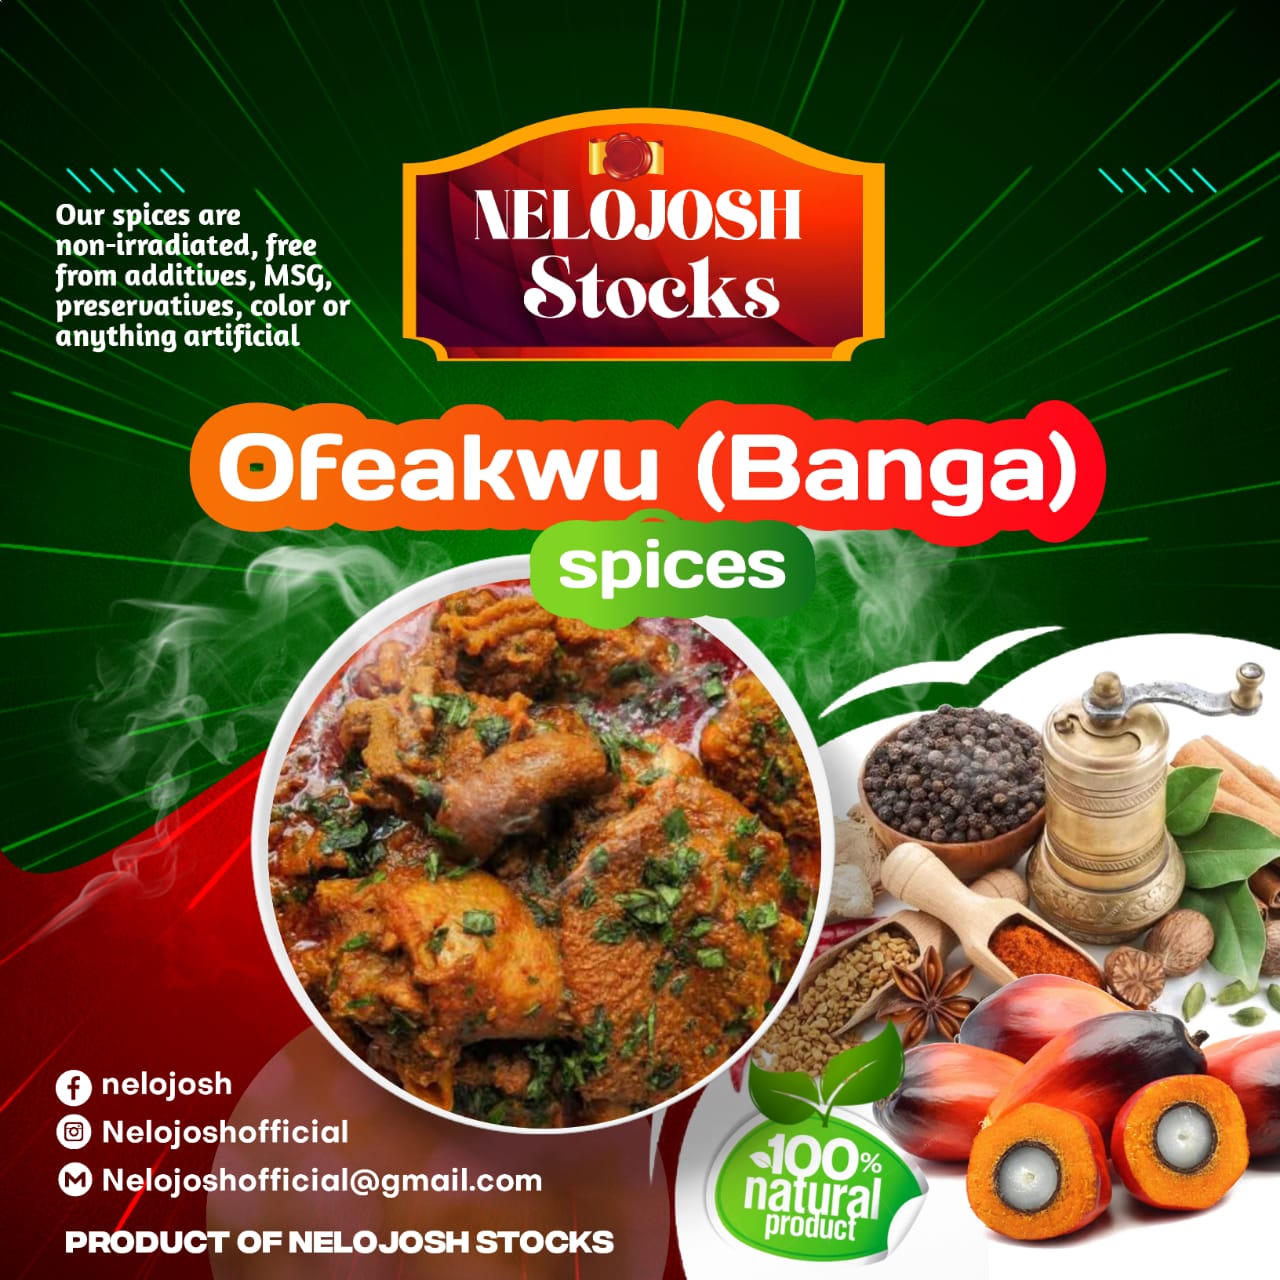 NELOJOSH
Stocks
Our spices are
non-irradiated, free
from additives, MSG,
preservatives, color or
anything artificial
Ofeakwu (Banga)
spices
nelojosh
Nelojoshofficial
Nelojoshofficial@gmail.com
PRODUCT OF NELOJOSH STOCKS
100%
natural
product